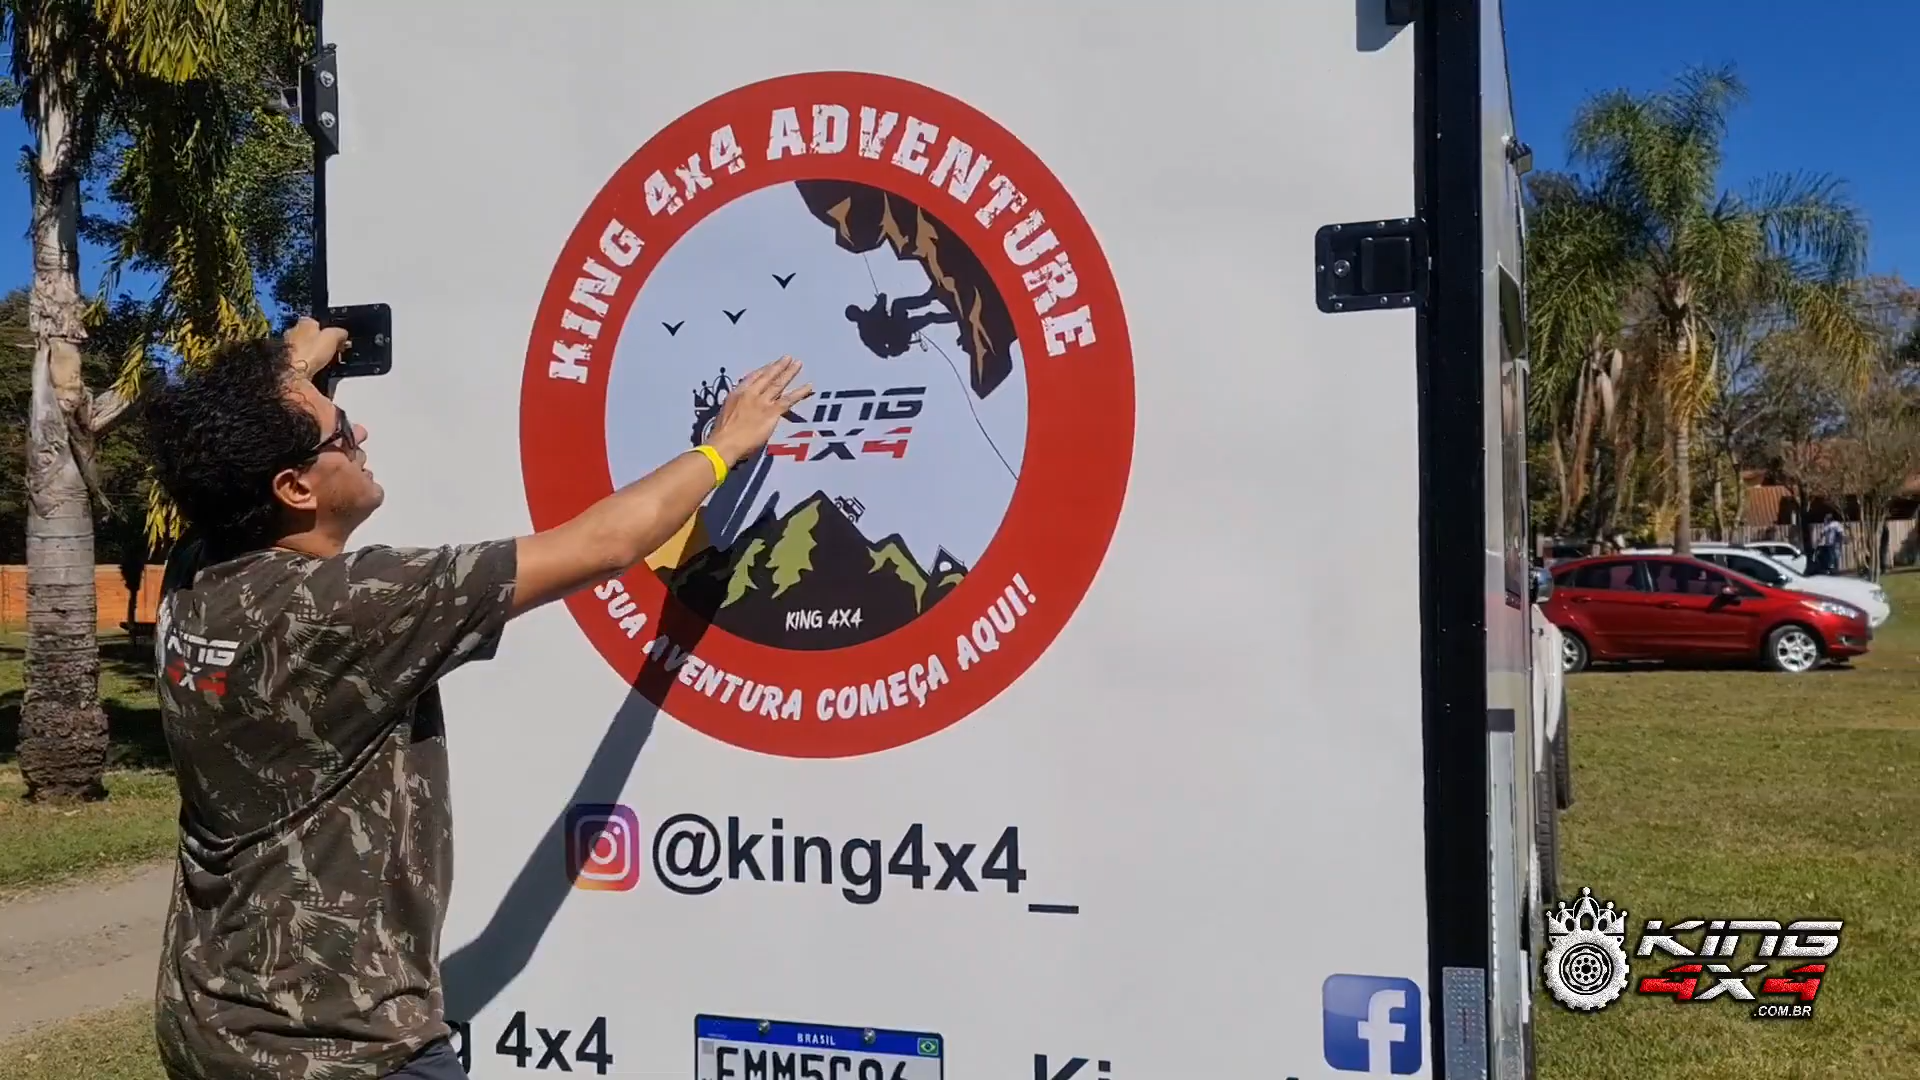 KING 4x4 ADVENTURE
KING
4X4
KING 4X4
SUA AVENTURA COMEÇA AQUI!
KING
4X4
@king4x4_
4x4
BRASIL
KING
4X4
.COM.BR